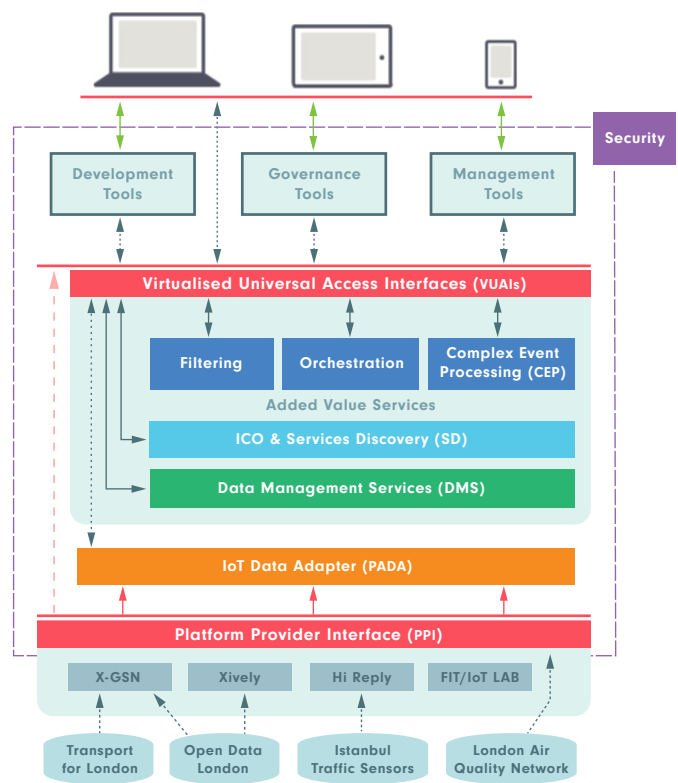 Security
Development
Tools
Governance
Tools
Management
Tools
Virtualised Universal Access Interfaces (VUAIs)
Filtering
Orchestration
Complex Event
Processing (CEP)
Added Value Services
ICO & Services Discovery (SD)
Data Management Services (DMS)
IoT Data Adapter (PADA)
Platform Provider Interface (PPI)
X-GSN
Xively
Hi Reply
FIT/IoT LAB
Transport
for London
Open Data
London
Istanbul
Traffic Sensors
London Air
Quality Network